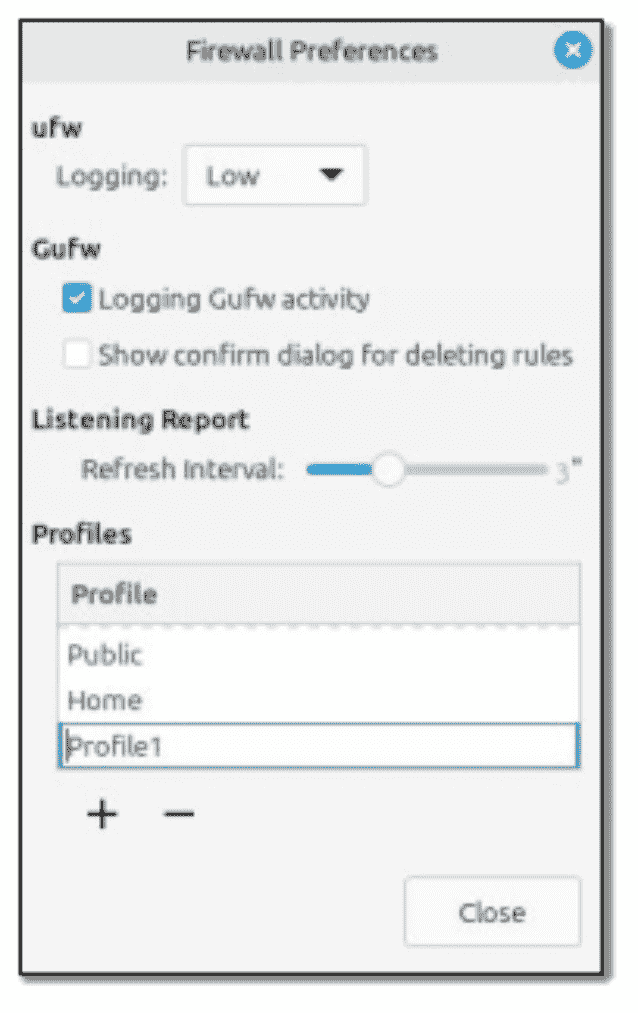 Firewall Preferences
ufw
Logging: Low
Gufw
Logging Gufw activity
Show confirm dialog for deleting rules
Listening Report
Refresh Interval: 3"
Profiles
Profile
Public
Home
Profile1
Close